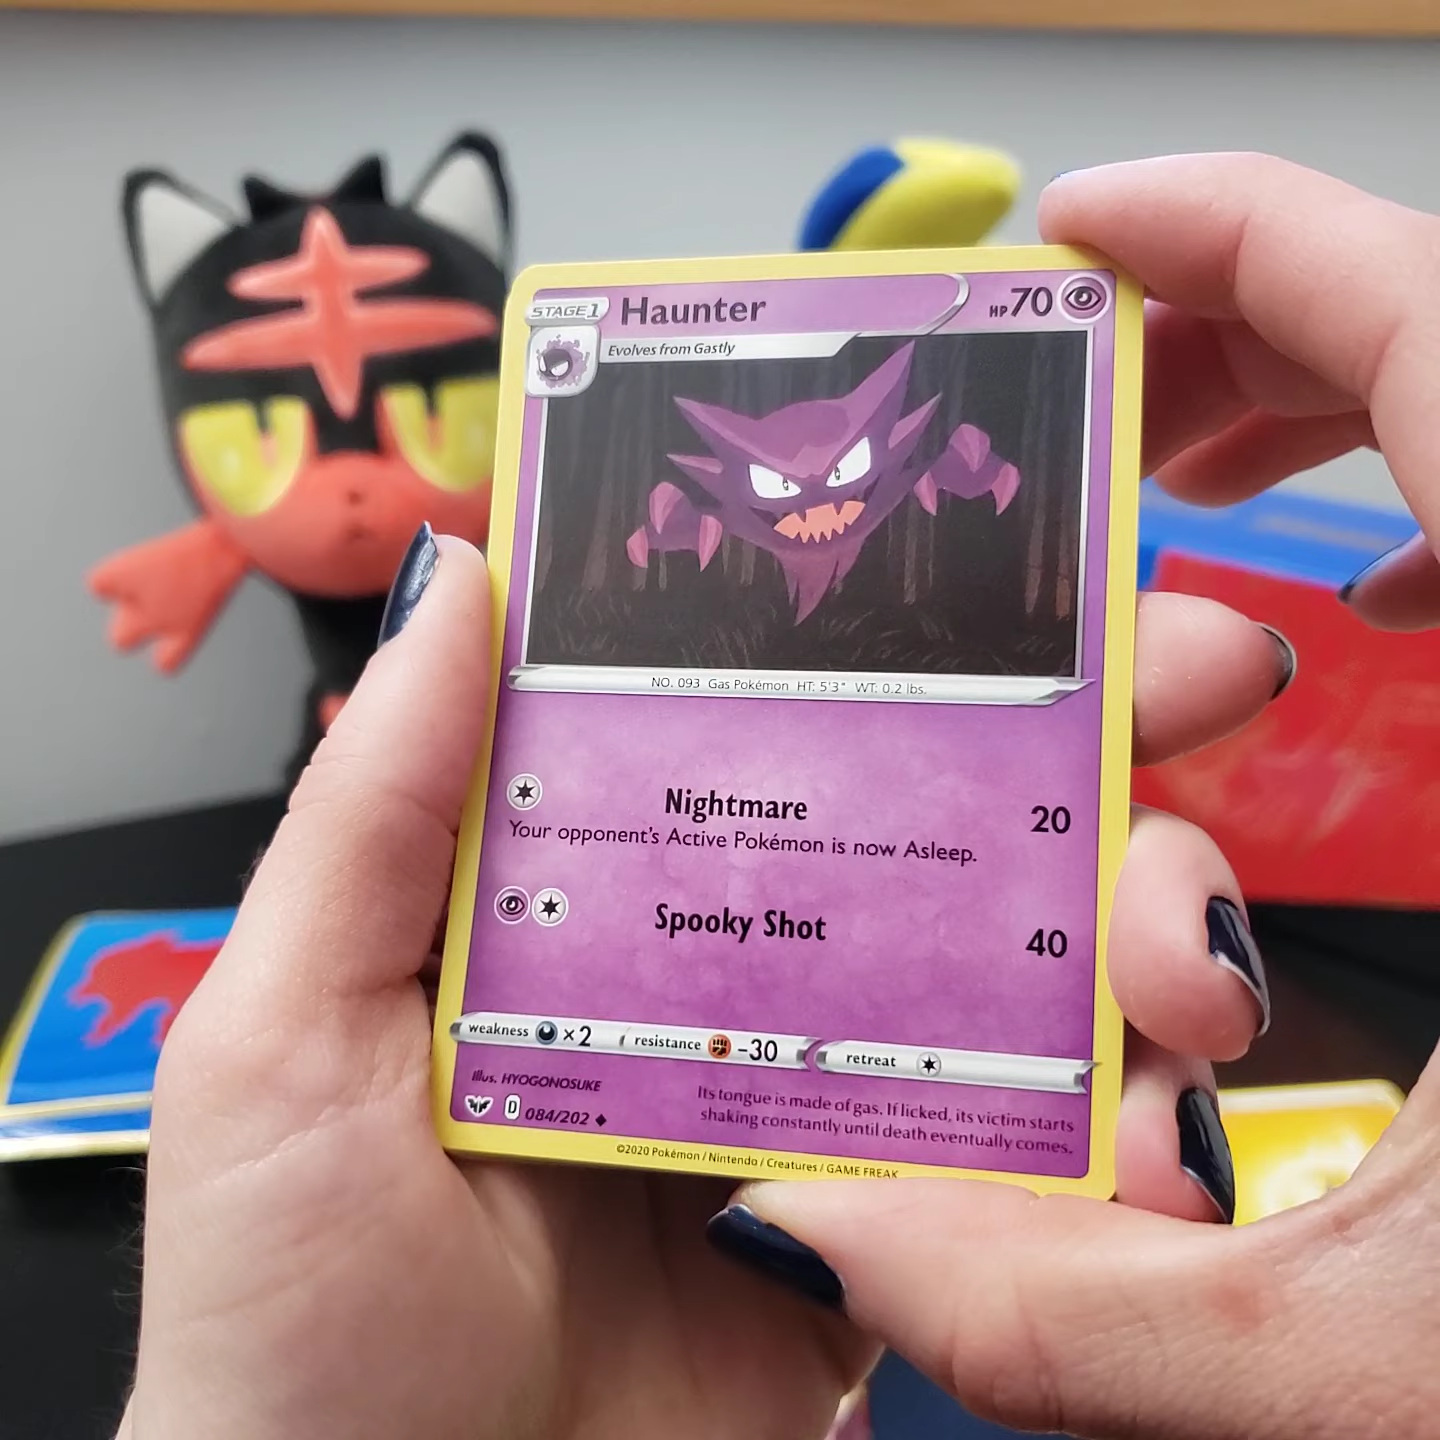 STAGE 1 Haunter HP 70
Evolves from Gastly
NO. 093 Gas Pokémon HT: 5'3" WT: 0.2 lbs.
Nightmare 20
Your opponent's Active Pokémon is now Asleep.
Spooky Shot 40
weakness ×2 resistance -30 retreat
Illus. HYOGONOSUKE
D 084/202
Its tongue is made of gas. If licked, its victim starts
shaking constantly until death eventually comes.
©2020 Pokémon / Nintendo / Creatures / GAME FREAK